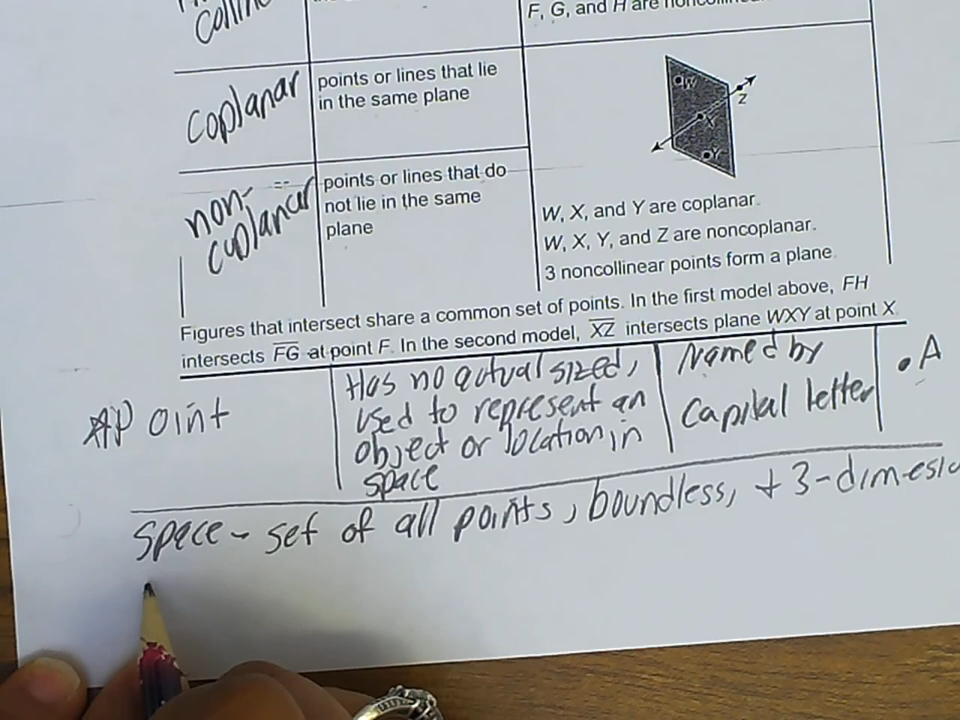 colline
F, G, and H are noncollinear
coplanar
points or lines that lie
in the same plane
W
X
Y
Z
non-
coplanar
points or lines that do
not lie in the same
plane
W, X, and Y are coplanar.
W, X, Y, and Z are noncoplanar.
3 noncollinear points form a plane.
Figures that intersect share a common set of points. In the first model above, FH
intersects FG at point F. In the second model, XZ intersects plane WXY at point X.
Point
Has no actual sized,
used to represent an
object or location in
space
Named by
capital letter
A
space - set of all points, boundless, + 3-dimesio